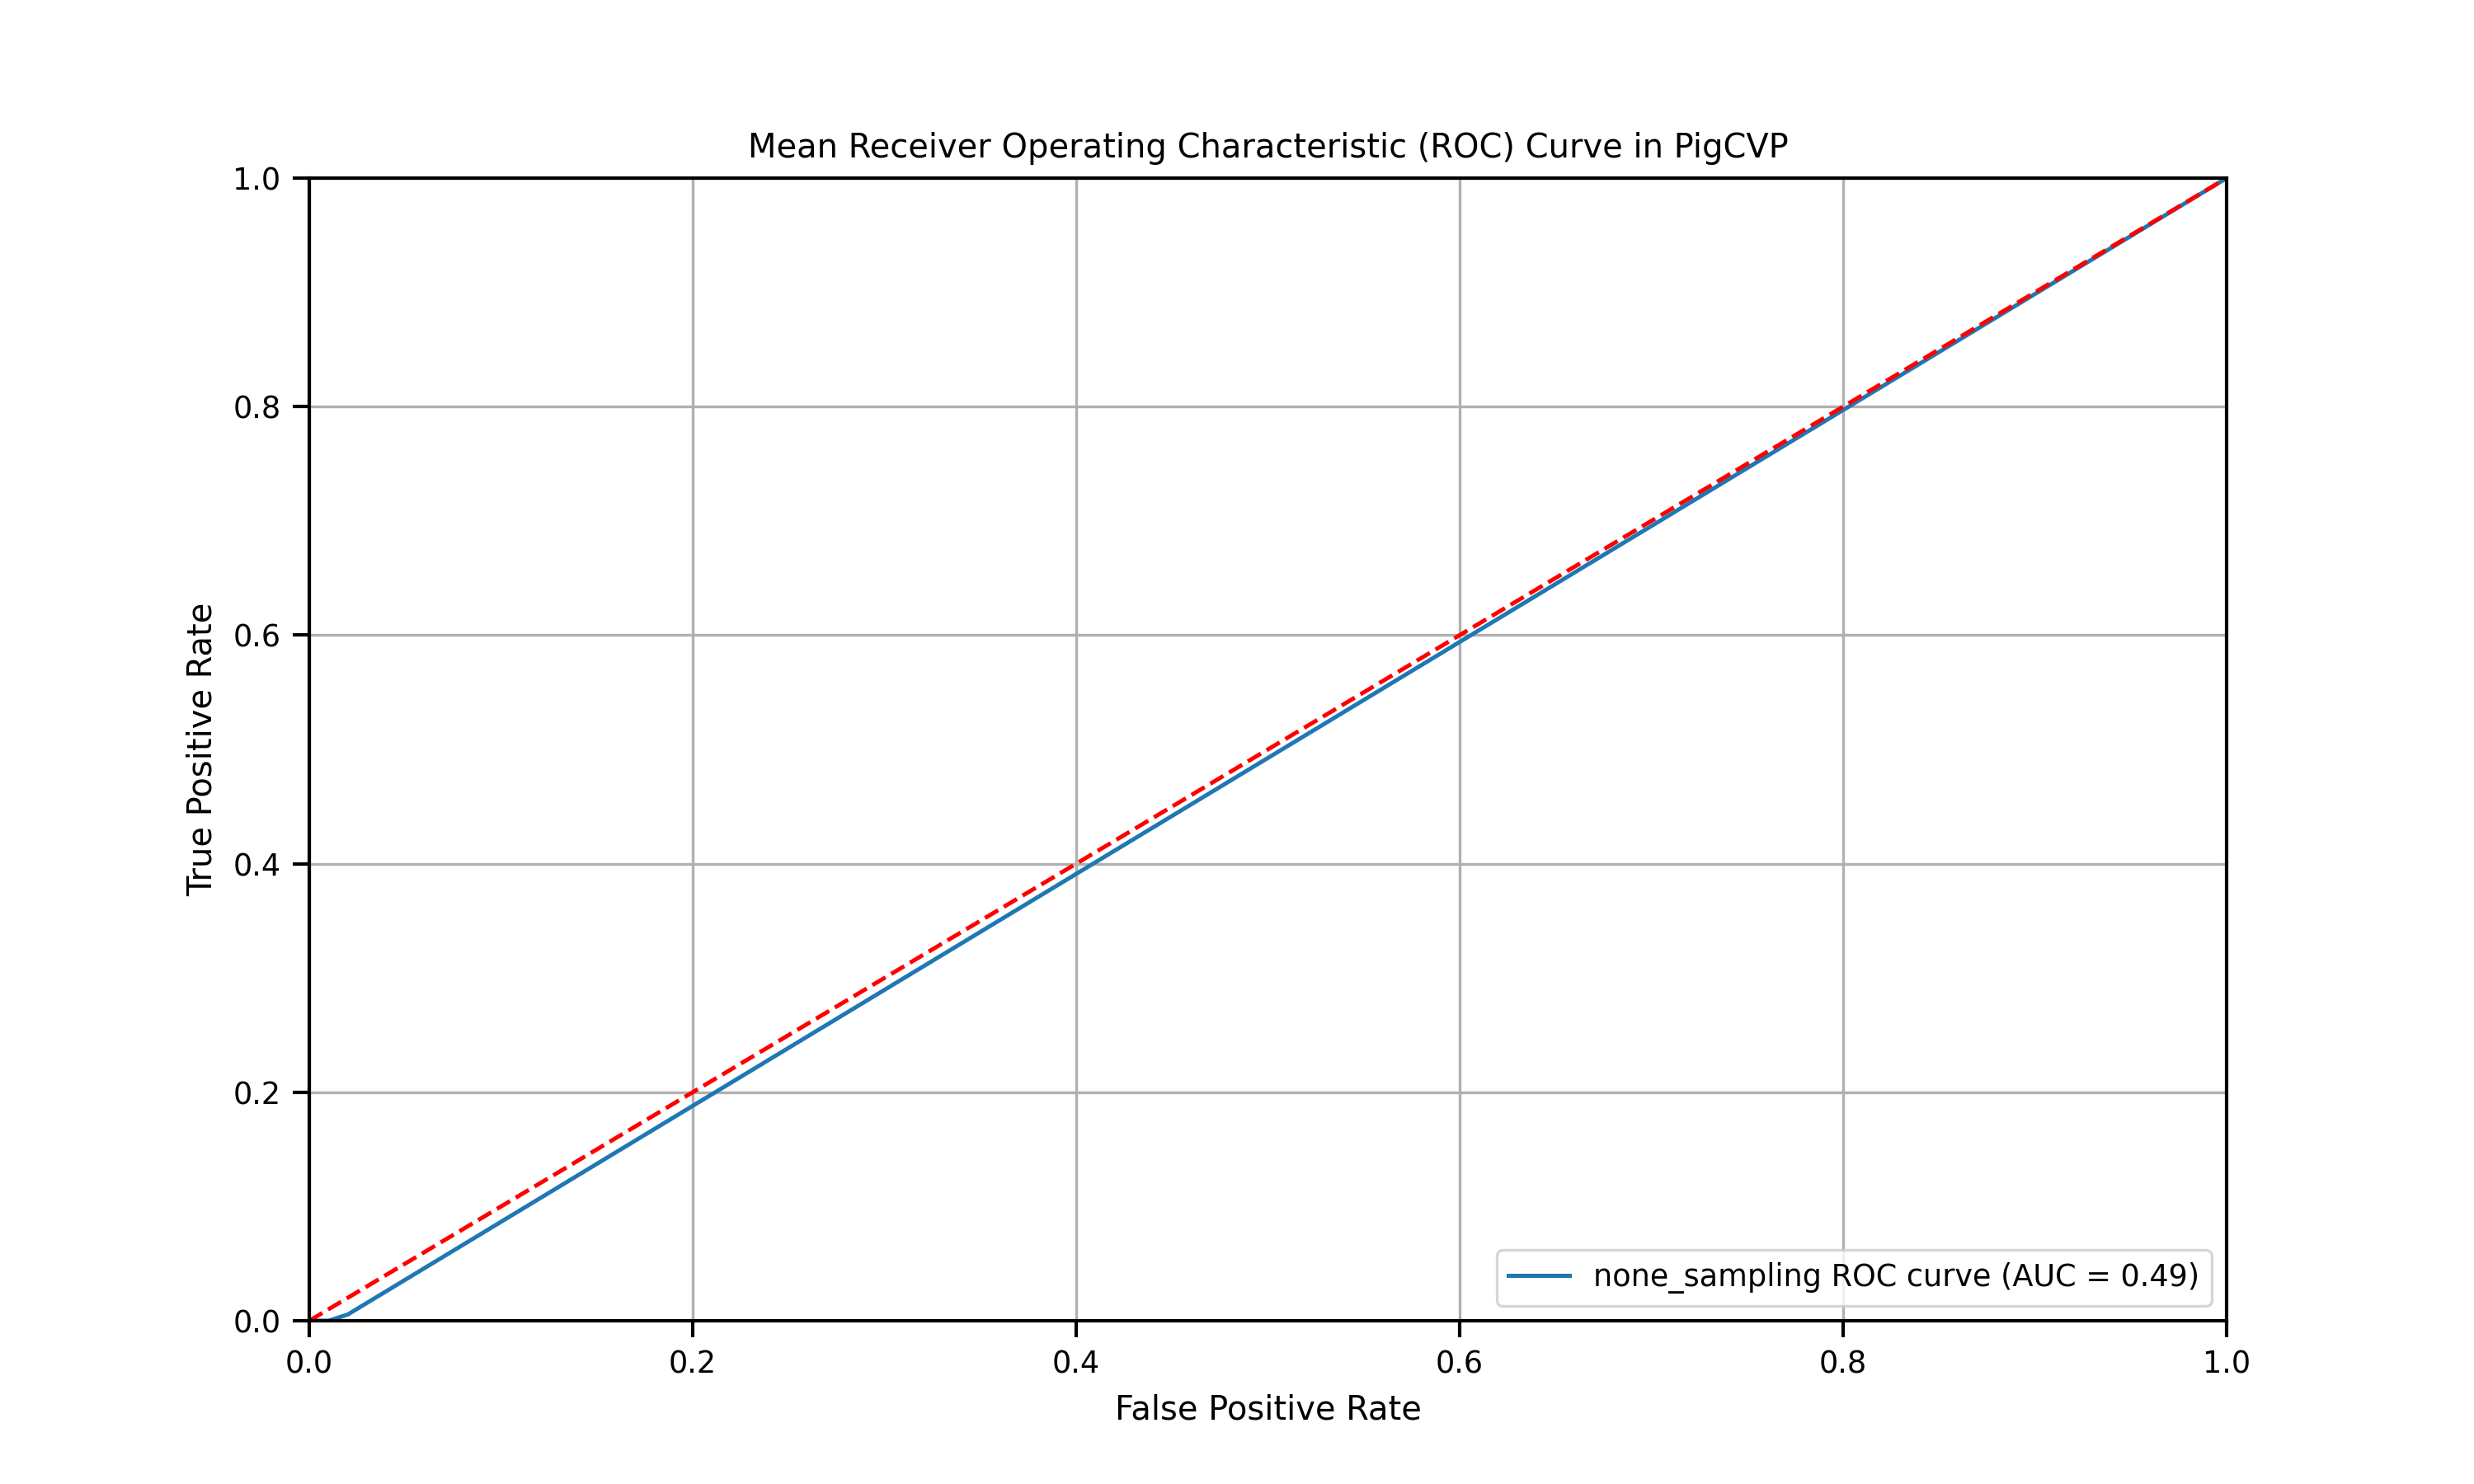 Mean Receiver Operating Characteristic (ROC) Curve in PigCVP
1.0
0.8
0.6
0.4
0.2
0.0
True Positive Rate
none_sampling ROC curve (AUC = 0.49)
0.0 0.2 0.4 0.6 0.8 1.0
False Positive Rate